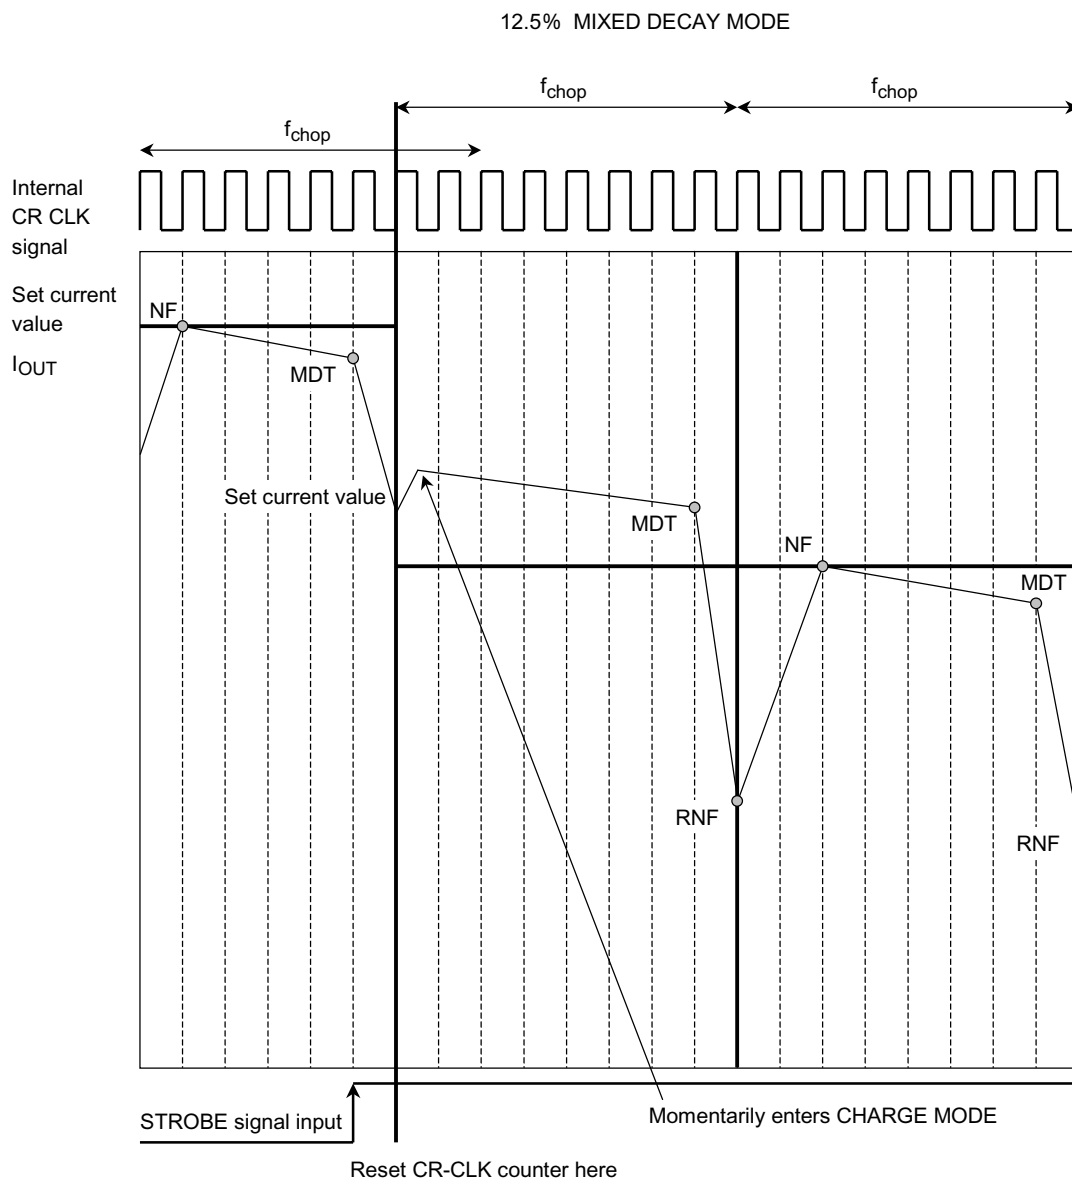 12.5% MIXED DECAY MODE
fchop
fchop
fchop
Internal
CR CLK
signal
Set current
value
IOUT
NF
MDT
Set current value
MDT
NF
MDT
RNF
RNF
STROBE signal input
Momentarily enters CHARGE MODE
Reset CR-CLK counter here